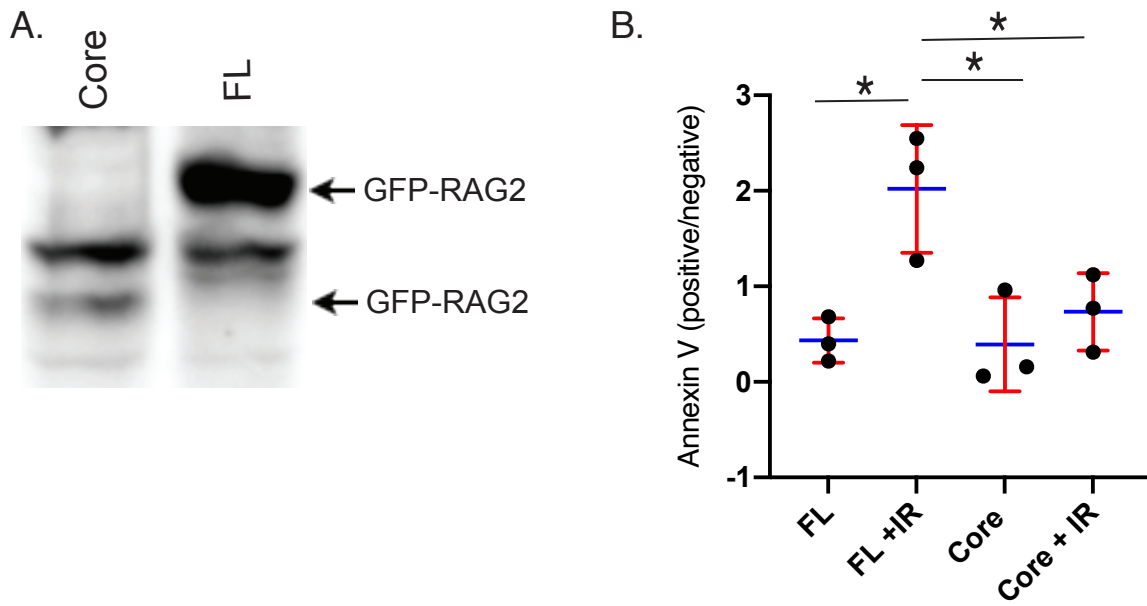 A.
Core
FL
GFP-RAG2
GFP-RAG2
B.
*
*
*
Annexin V (positive/negative)
3
2
1
0
-1
FL
FL +IR
Core
Core + IR